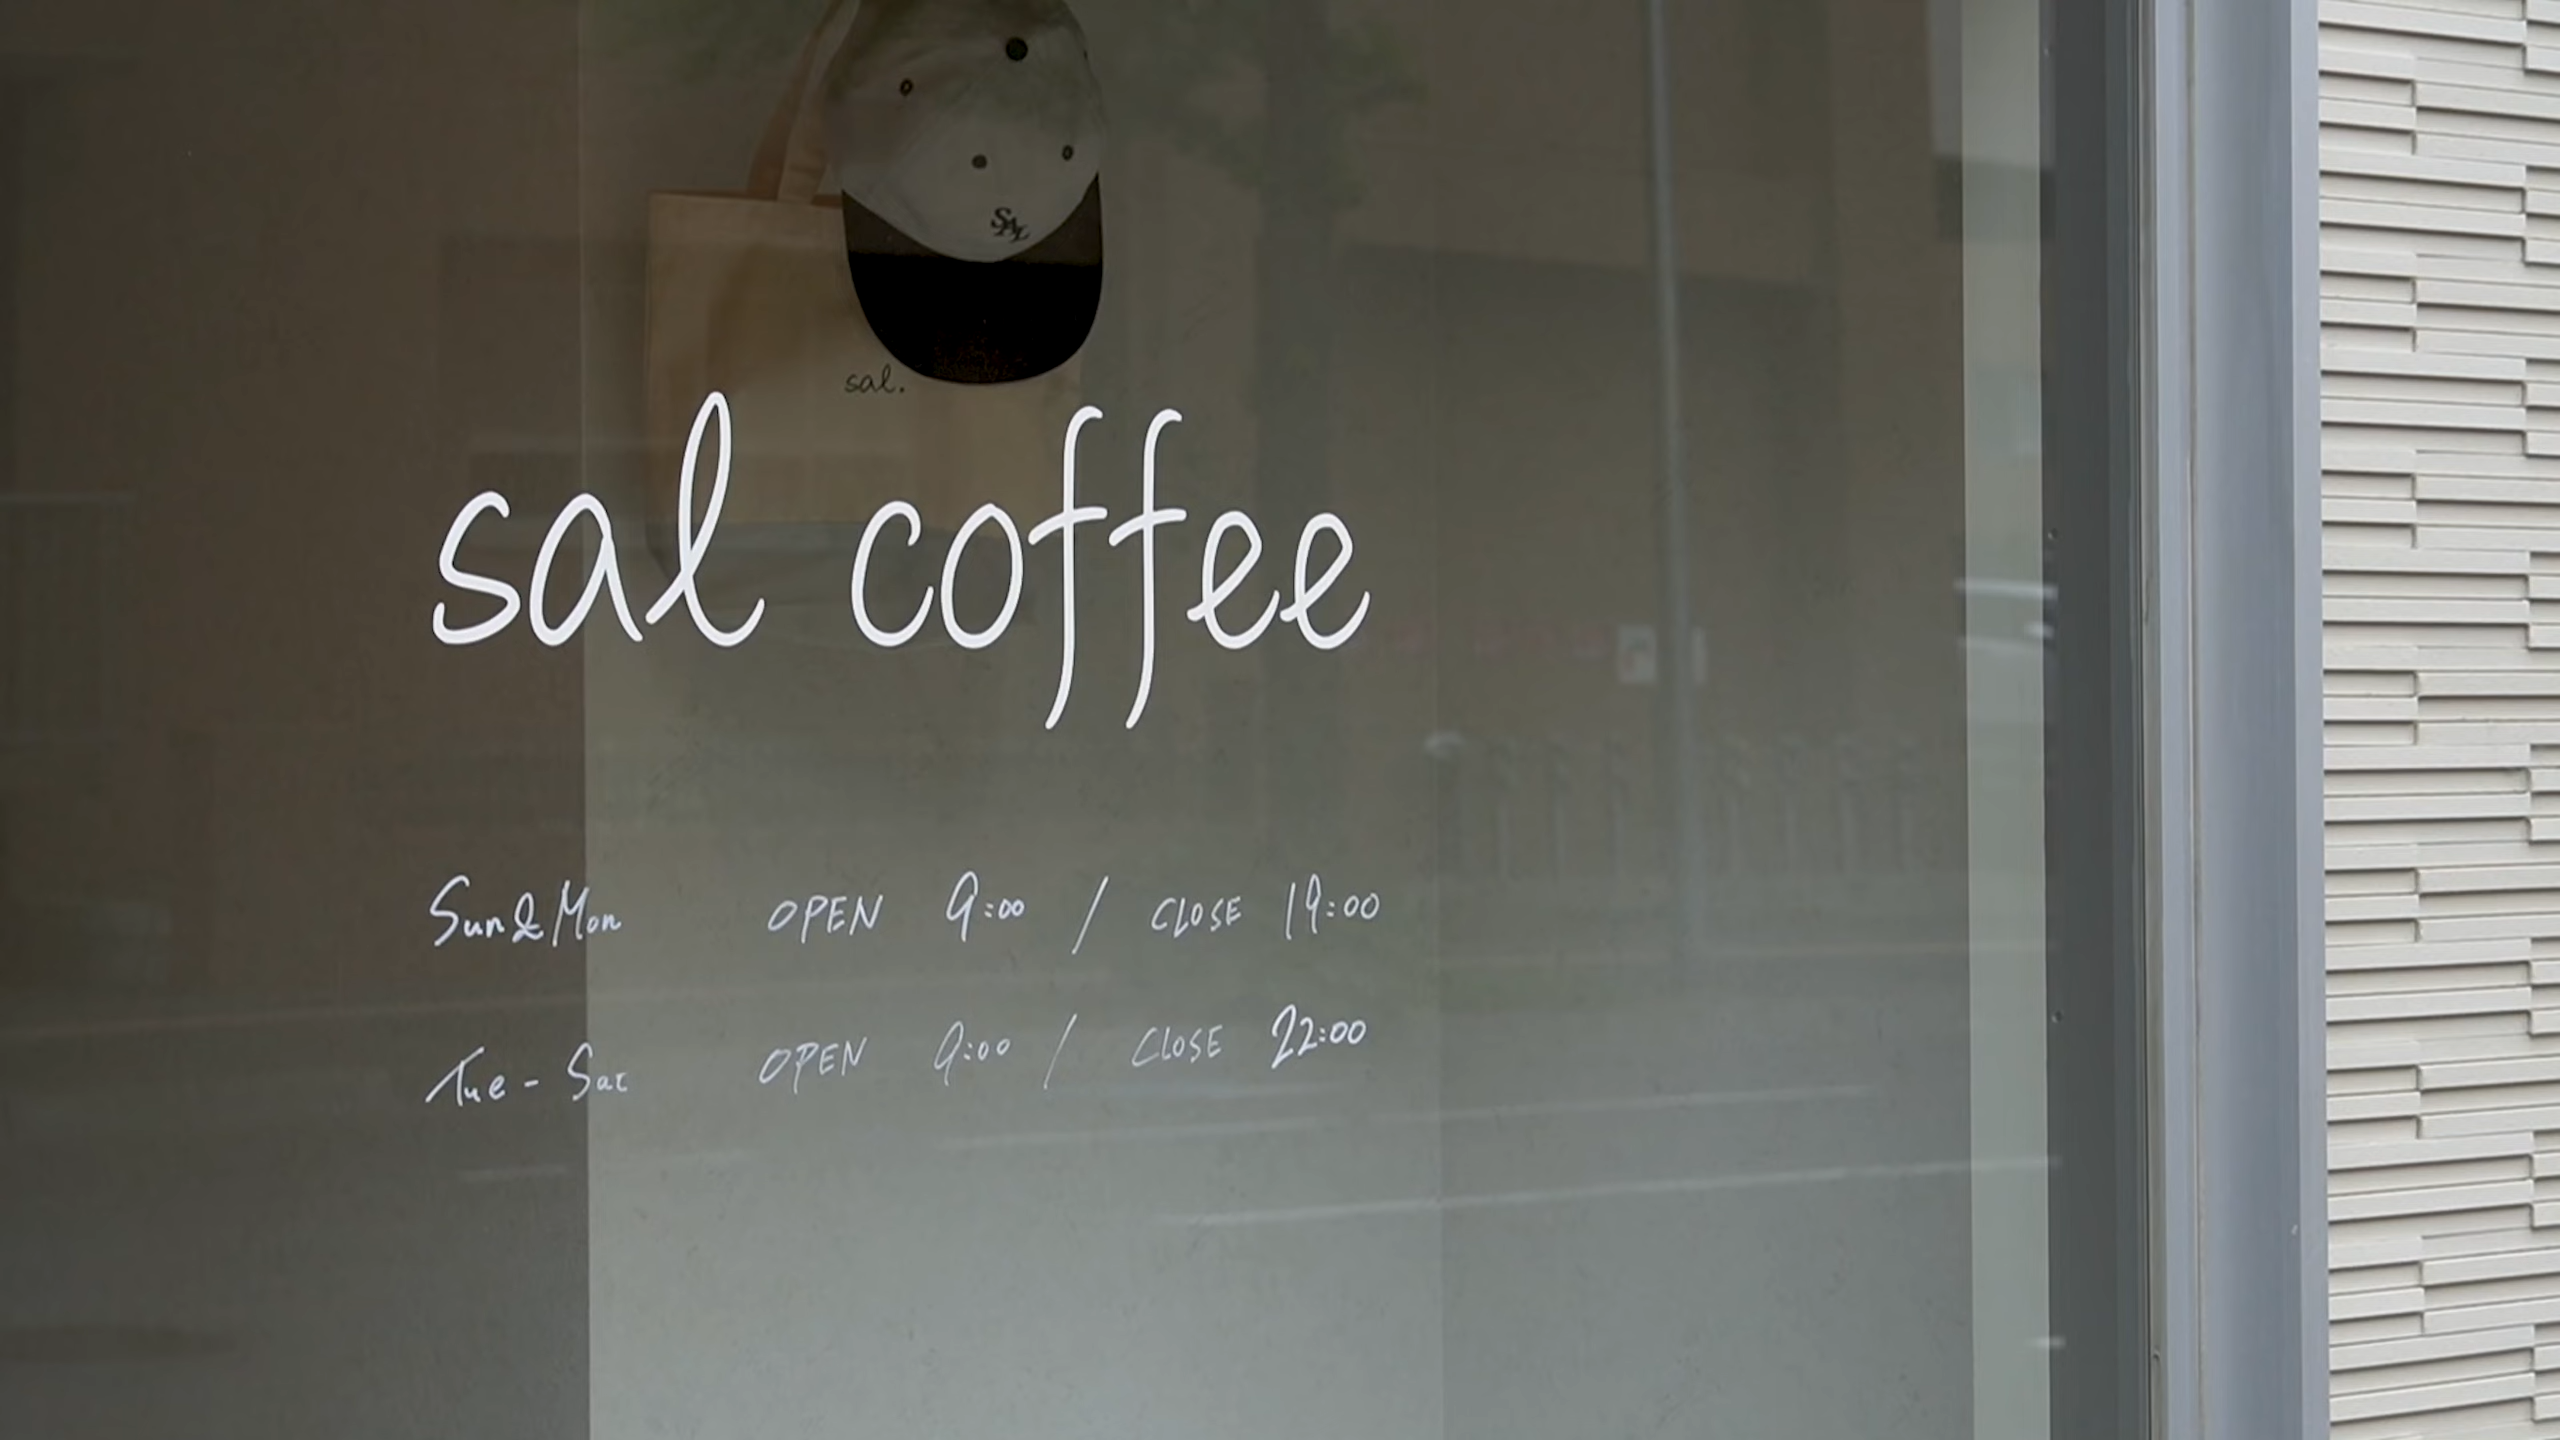 SAL
sal.
sal coffee
Sun&Mon OPEN 9:00 / CLOSE 19:00
Tue - Sat OPEN 9:00 / CLOSE 22:00